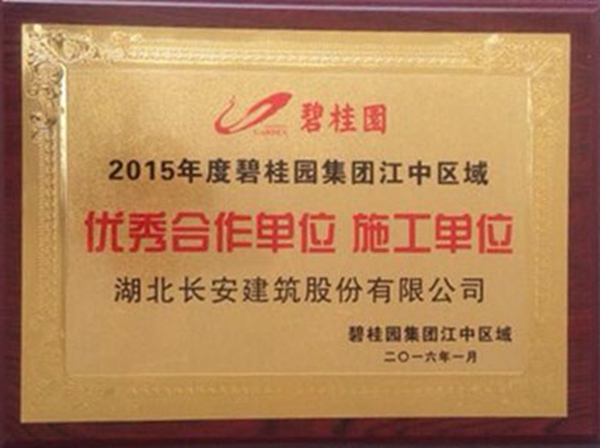 碧桂園
2015年度碧桂园集团江中区域
优秀合作单位 施工单位
湖北长安建筑股份有限公司
碧桂园集团江中区域
二〇一六年一月